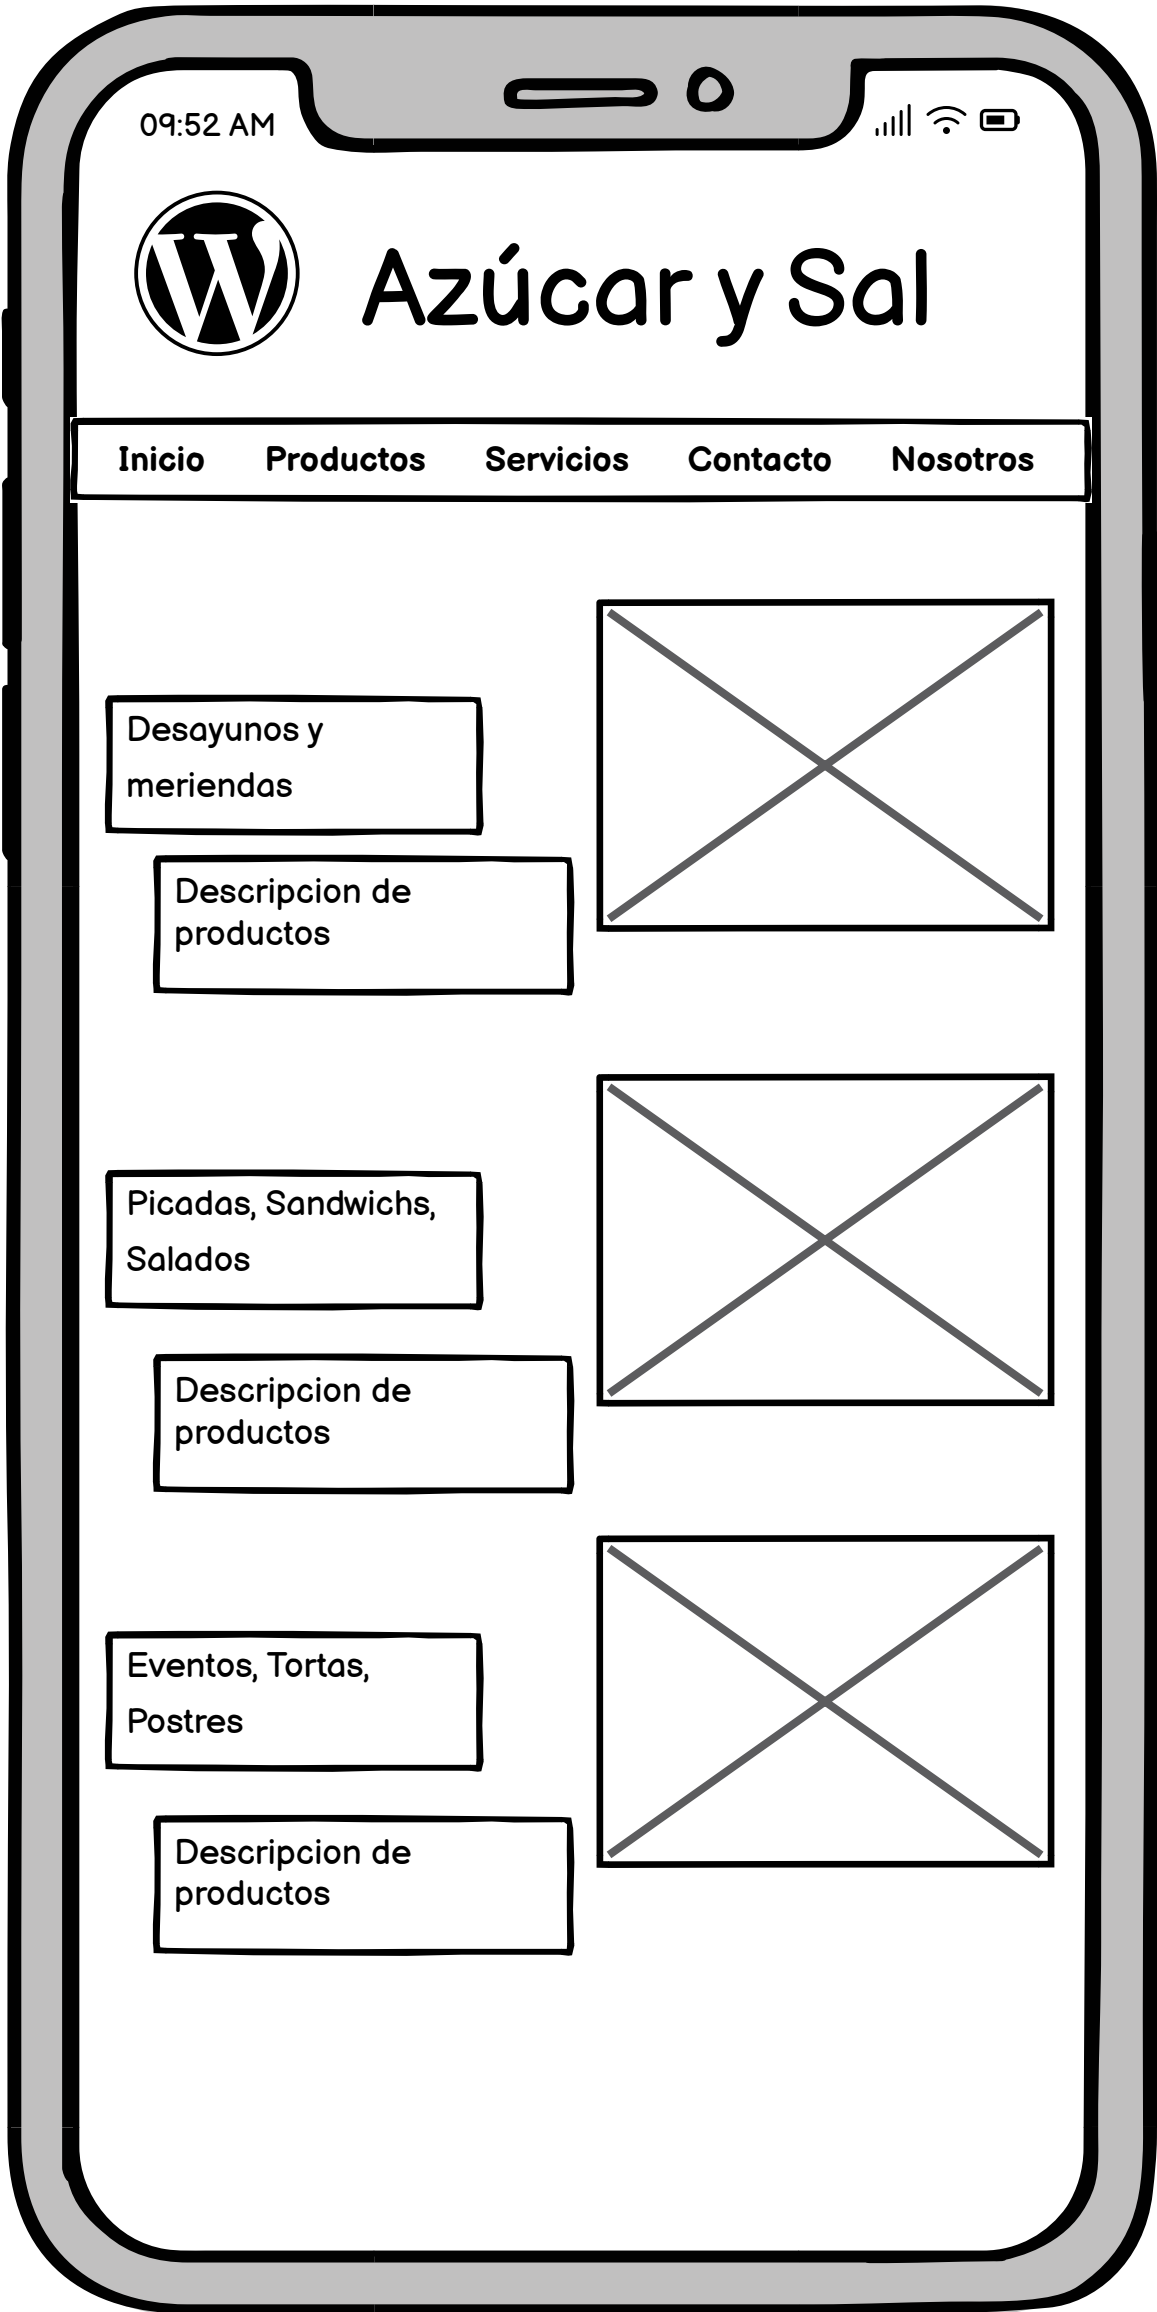 09:52 AM
Azúcar y Sal
Inicio Productos Servicios Contacto Nosotros
Desayunos y
meriendas
Descripcion de
productos
Picadas, Sandwichs,
Salados
Descripcion de
productos
Eventos, Tortas,
Postres
Descripcion de
productos